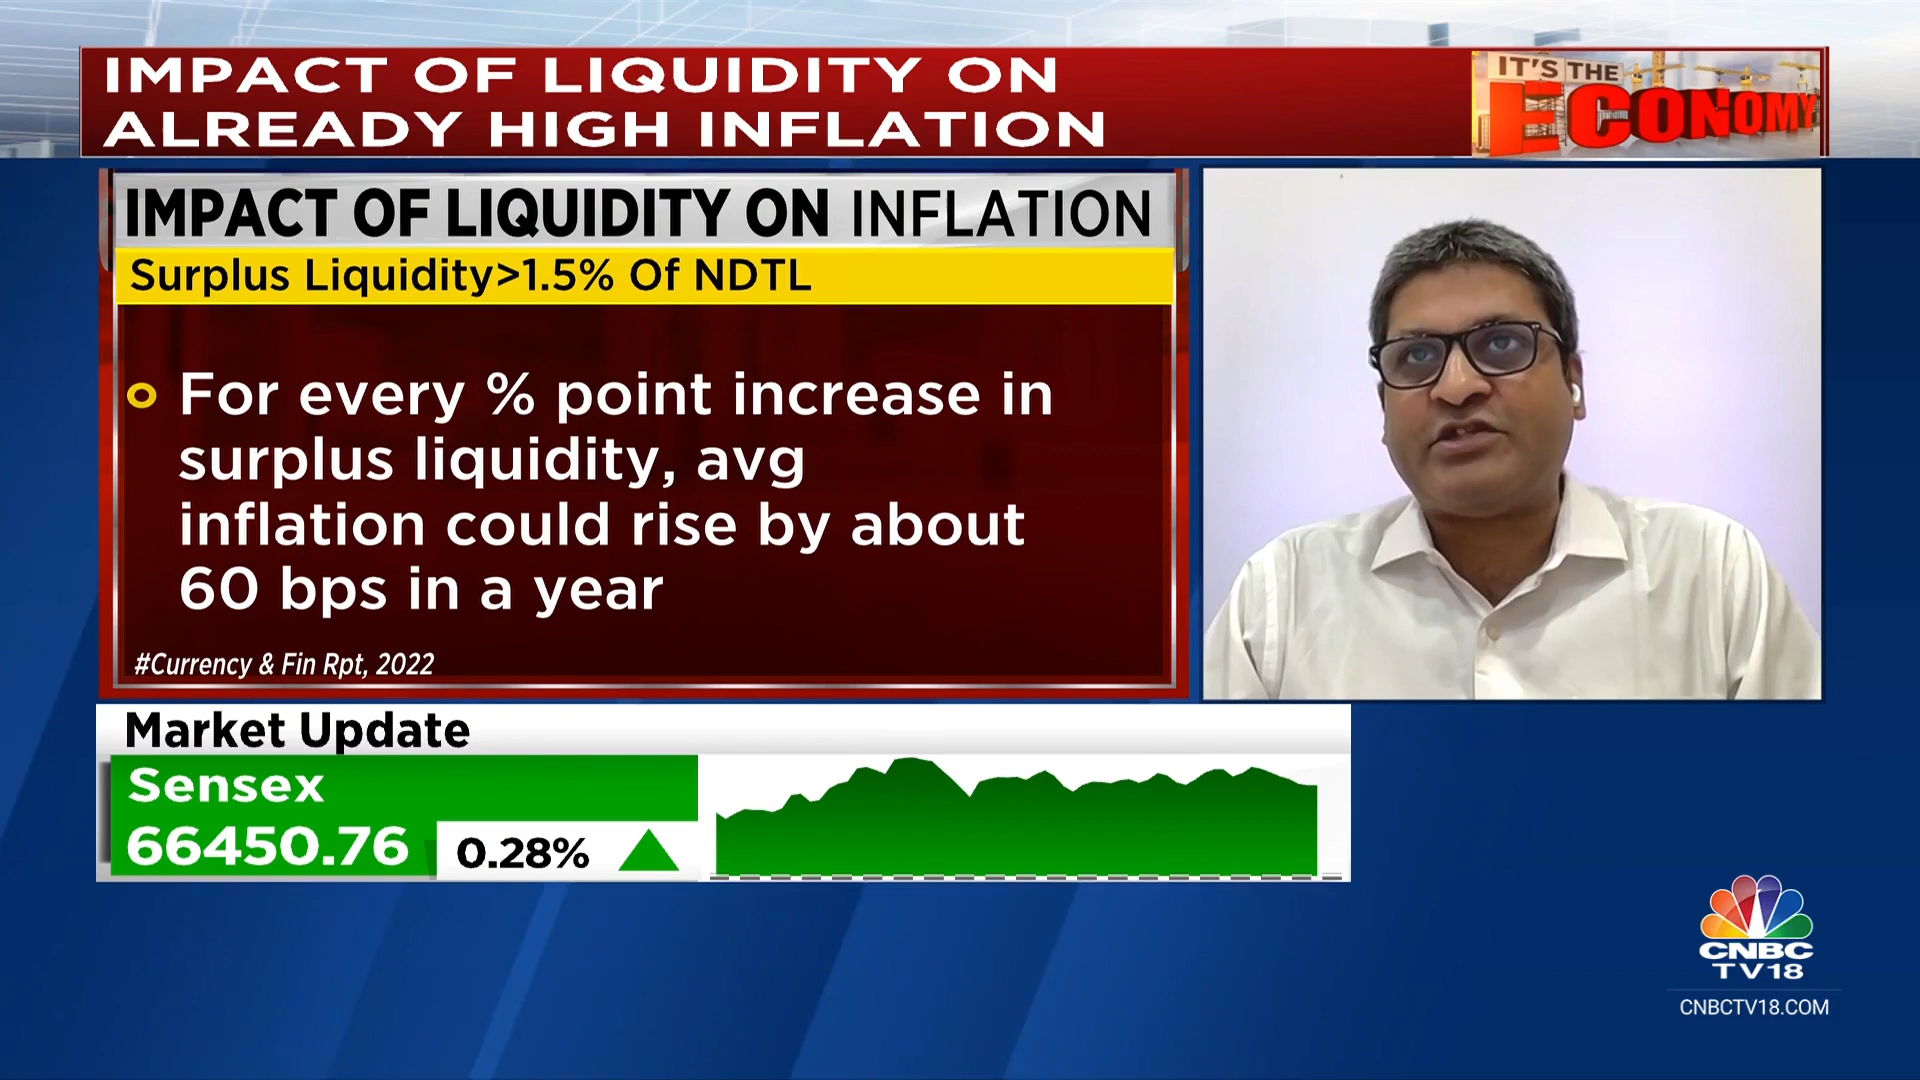 IMPACT OF LIQUIDITY ON
ALREADY HIGH INFLATION
IT'S THE
ECONOMY
IMPACT OF LIQUIDITY ON INFLATION
Surplus Liquidity>1.5% Of NDTL
For every % point increase in
surplus liquidity, avg
inflation could rise by about
60 bps in a year
#Currency & Fin Rpt, 2022
Market Update
Sensex
66450.76
0.28%
CNBC
TV18
CNBCTV18.COM